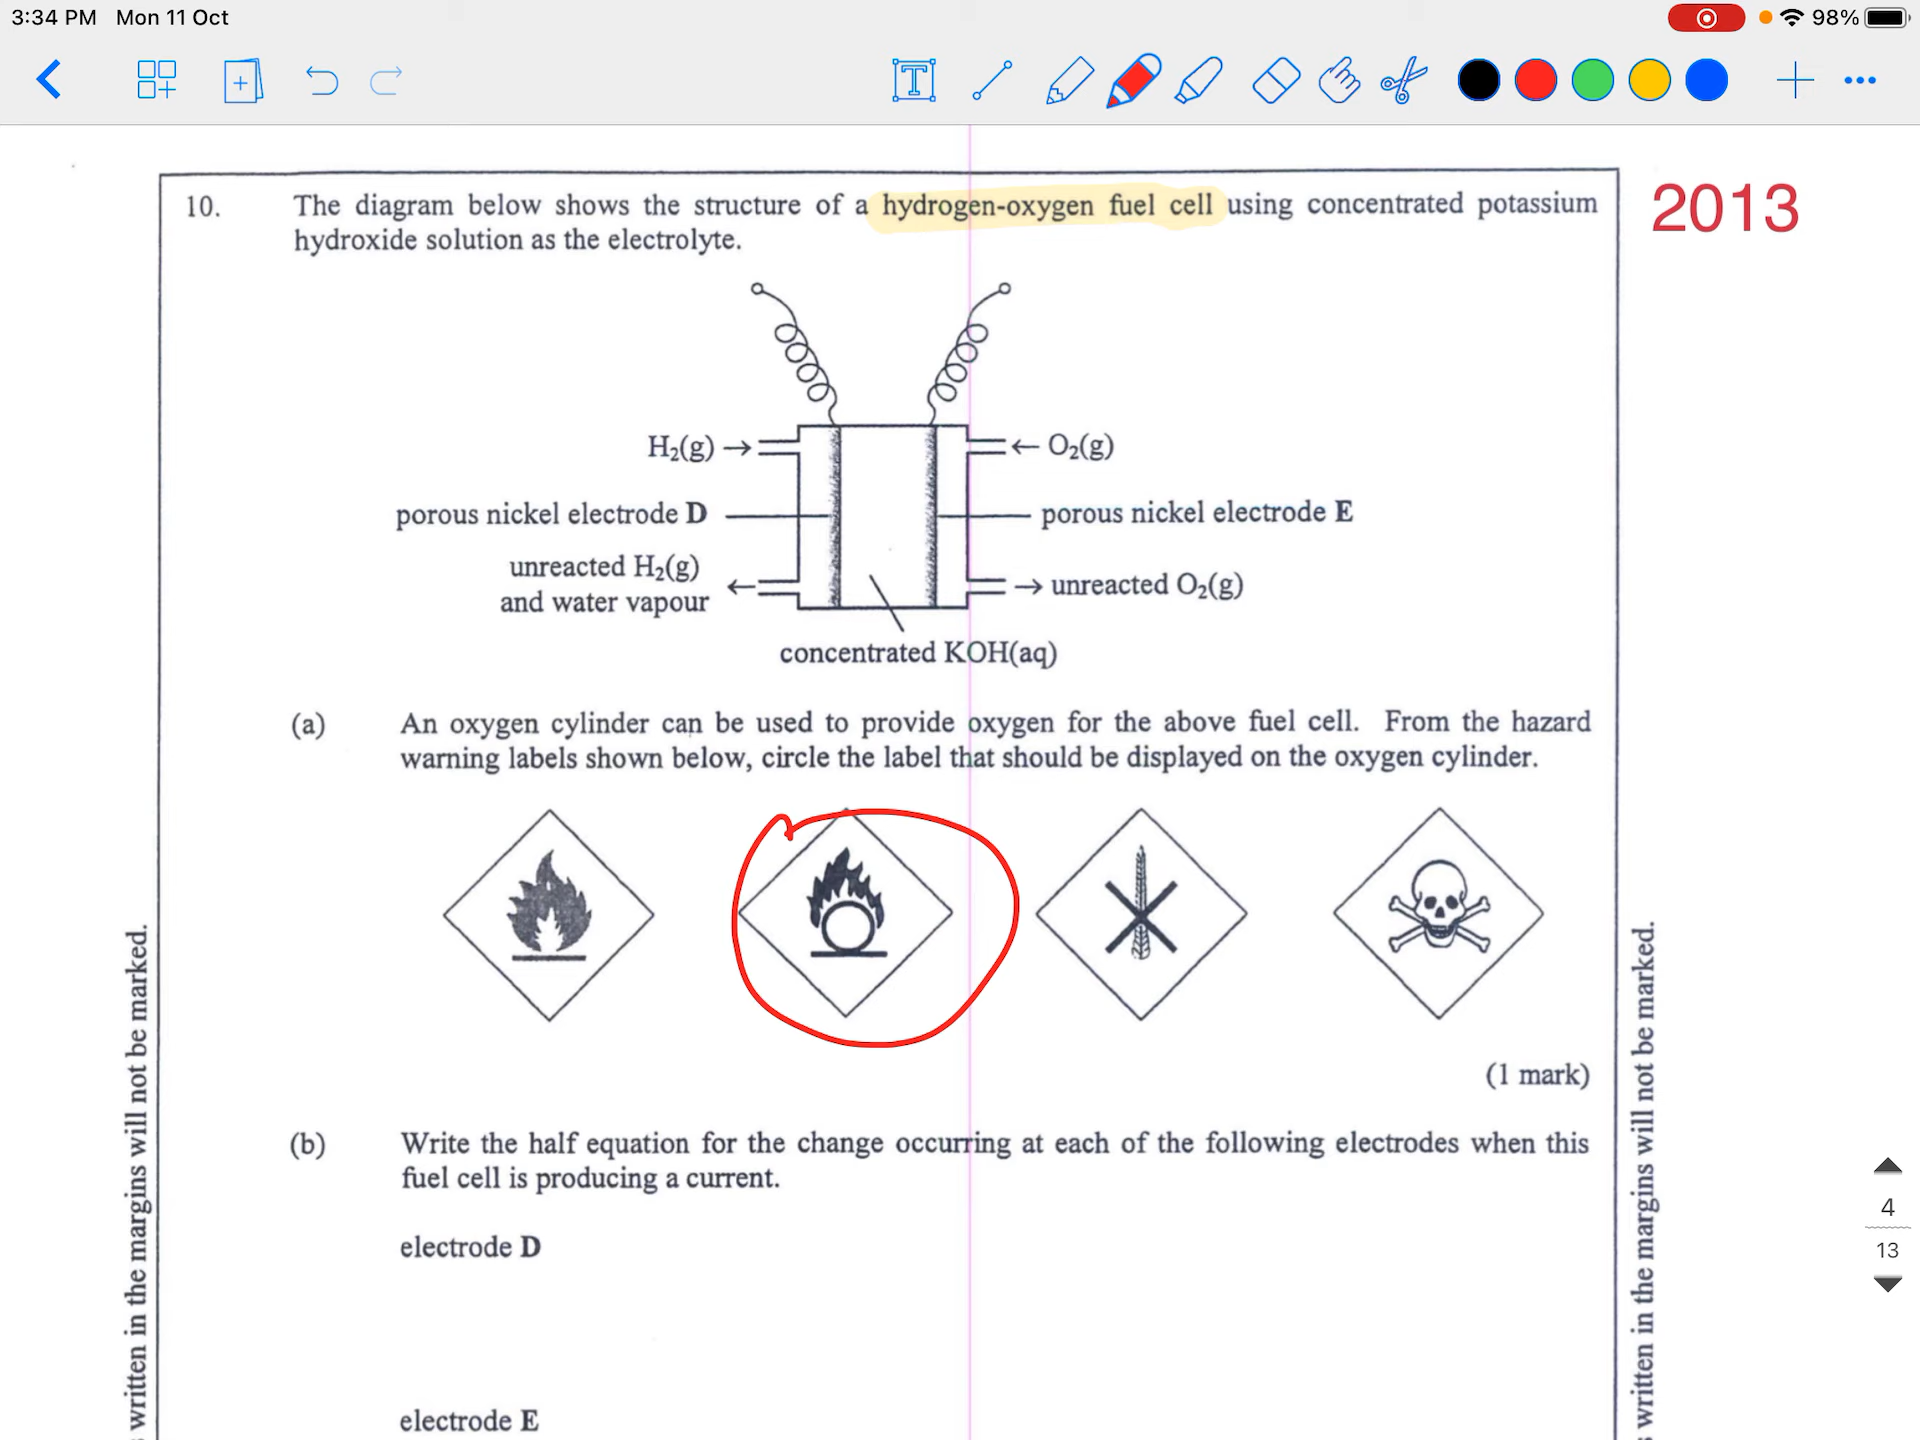 3:34 PM Mon 11 Oct
98%
T
2013
10. The diagram below shows the structure of a hydrogen-oxygen fuel cell using concentrated potassium
hydroxide solution as the electrolyte.
H₂(g) → ← O₂(g)
porous nickel electrode D porous nickel electrode E
unreacted H₂(g)
and water vapour ← → unreacted O₂(g)
concentrated KOH(aq)
(a) An oxygen cylinder can be used to provide oxygen for the above fuel cell. From the hazard
warning labels shown below, circle the label that should be displayed on the oxygen cylinder.
(1 mark)
(b) Write the half equation for the change occurring at each of the following electrodes when this
fuel cell is producing a current.
electrode D
electrode E
written in the margins will not be marked.
written in the margins will not be marked.
4
13